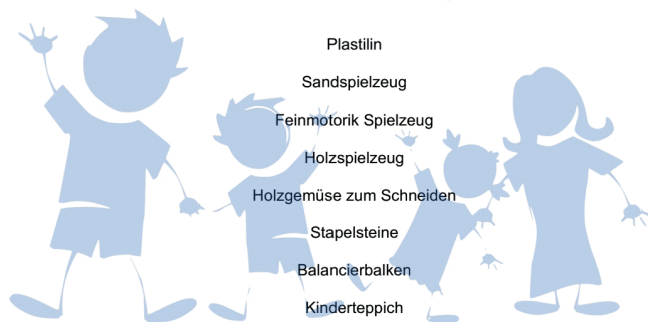 Plastilin
Sandspielzeug
Feinmotorik Spielzeug
Holzspielzeug
Holzgemüse zum Schneiden
Stapelsteine
Balancierbalken
Kinderteppich